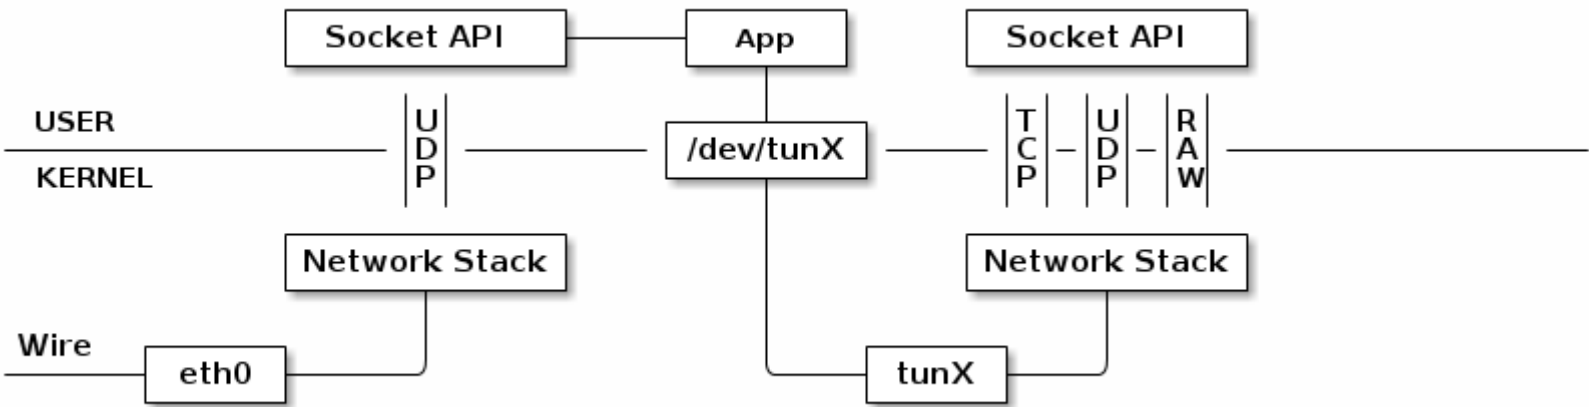 Socket API
App
Socket API
USER
KERNEL
UDP
/dev/tunX
TCP
UDP
RAW
Network Stack
Network Stack
Wire
eth0
tunX